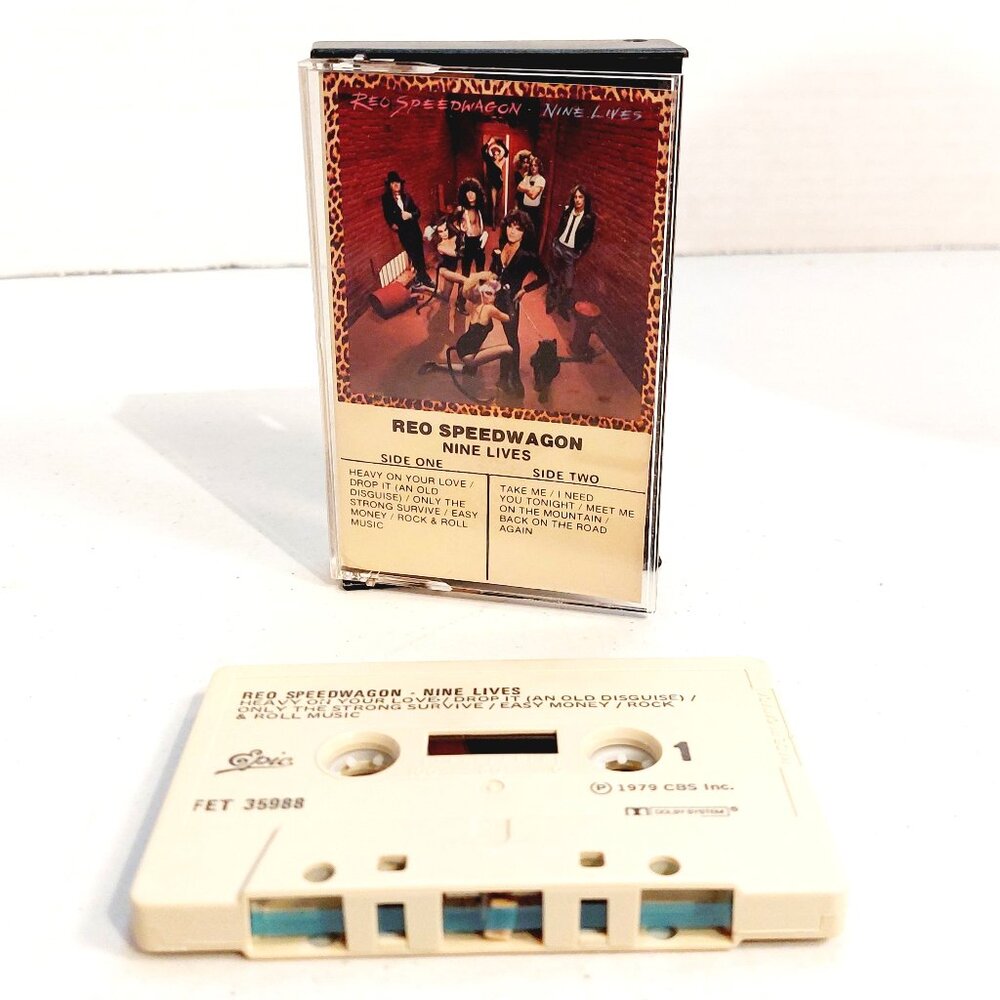 REO SPEEDWAGON · NINE LIVES
REO SPEEDWAGON
NINE LIVES
SIDE ONE
HEAVY ON YOUR LOVE /
DROP IT (AN OLD
DISGUISE) / ONLY THE
STRONG SURVIVE / EASY
MONEY / ROCK & ROLL
MUSIC
SIDE TWO
TAKE ME / I NEED
YOU TONIGHT / MEET ME
ON THE MOUNTAIN /
BACK ON THE ROAD
AGAIN
REO SPEEDWAGON - NINE LIVES
HEAVY ON YOUR LOVE / DROP IT (AN OLD DISGUISE) /
ONLY THE STRONG SURVIVE / EASY MONEY / ROCK
& ROLL MUSIC
Epic
1
FET 35988
Ⓟ 1979 CBS Inc.
DOLBY SYSTEM®